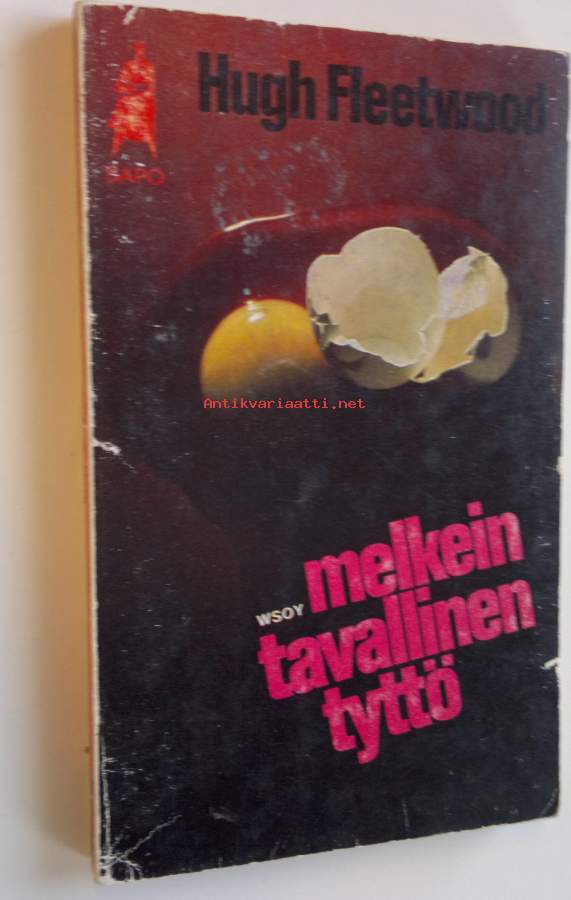 Hugh Fleetwood
SAPO
Antikvariaatti.net
WSOY
melkein
tavallinen
tyttö